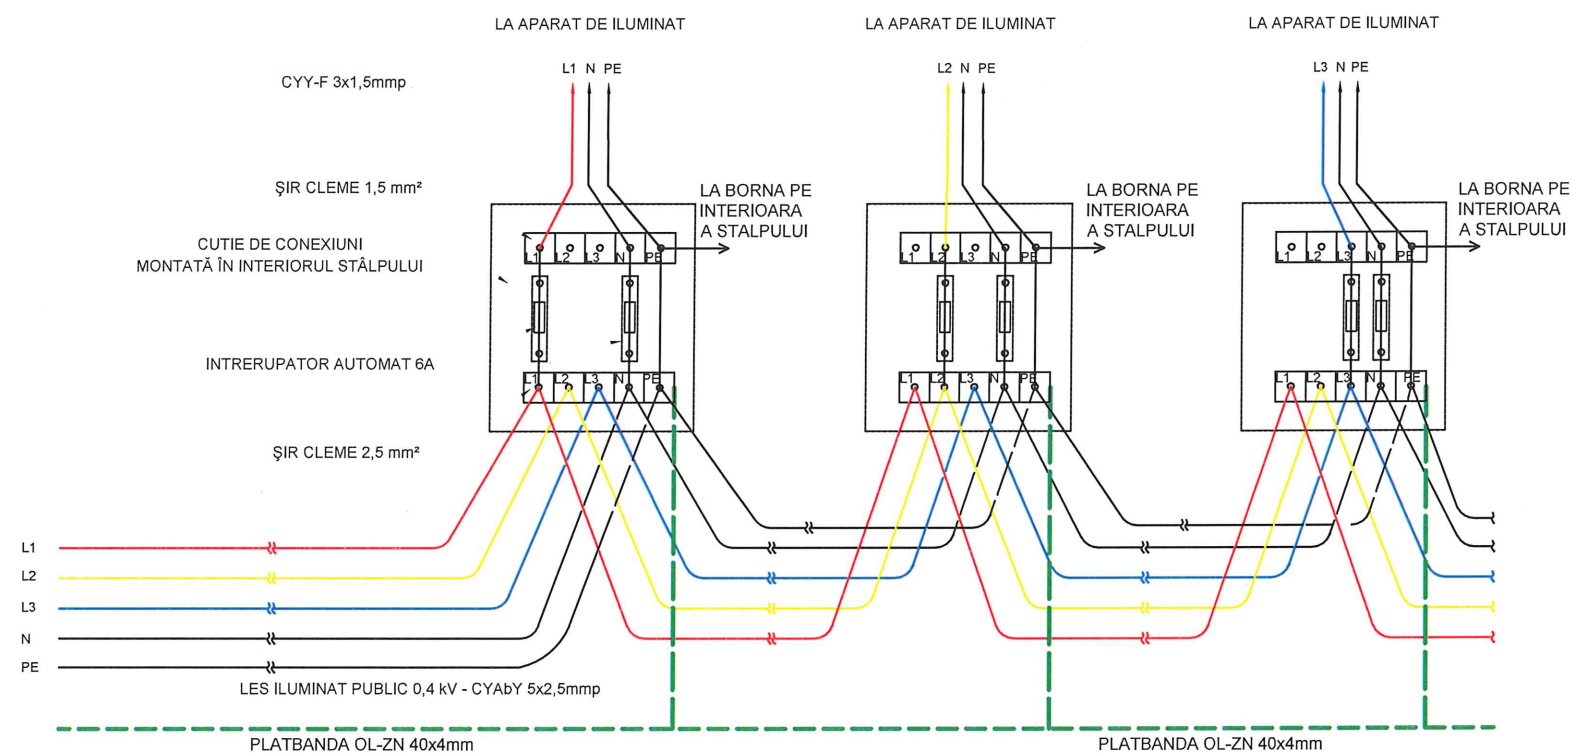 LA APARAT DE ILUMINAT
LA APARAT DE ILUMINAT
LA APARAT DE ILUMINAT
CYY-F 3x1,5mmp
L1 N PE
L2 N PE
L3 N PE
ŞIR CLEME 1,5 mm²
LA BORNA PE
INTERIOARA
A STALPULUI
LA BORNA PE
INTERIOARA
A STALPULUI
LA BORNA PE
INTERIOARA
A STALPULUI
CUTIE DE CONEXIUNI
MONTATĂ ÎN INTERIORUL STÂLPULUI
L1 L2 L3 N PE
L1 L2 L3 N PE
L1 L2 L3 N PE
INTRERUPATOR AUTOMAT 6A
L1 L2 L3 N PE
L1 L2 L3 N PE
L1 L2 L3 N PE
ŞIR CLEME 2,5 mm²
L1
L2
L3
N
PE
LES ILUMINAT PUBLIC 0,4 kV - CYAbY 5x2,5mmp
PLATBANDA OL-ZN 40x4mm
PLATBANDA OL-ZN 40x4mm